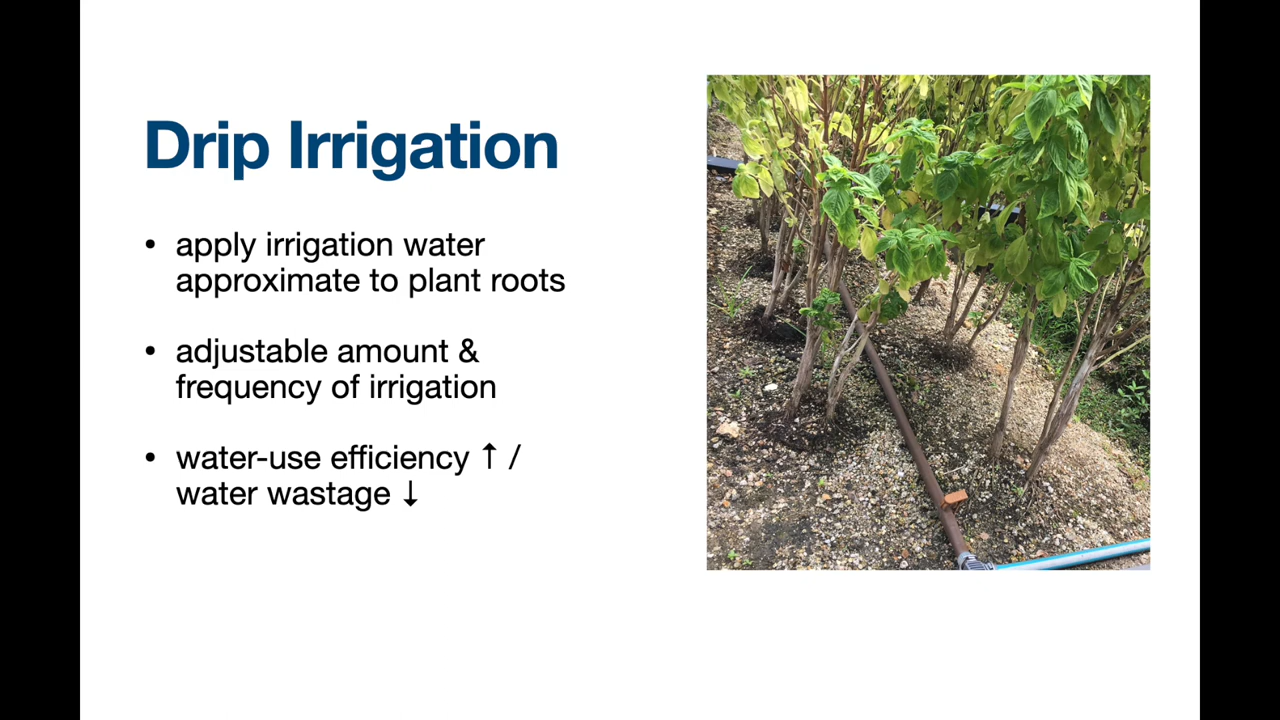 Drip Irrigation
• apply irrigation water
approximate to plant roots
• adjustable amount &
frequency of irrigation
• water-use efficiency ↑ /
water wastage ↓